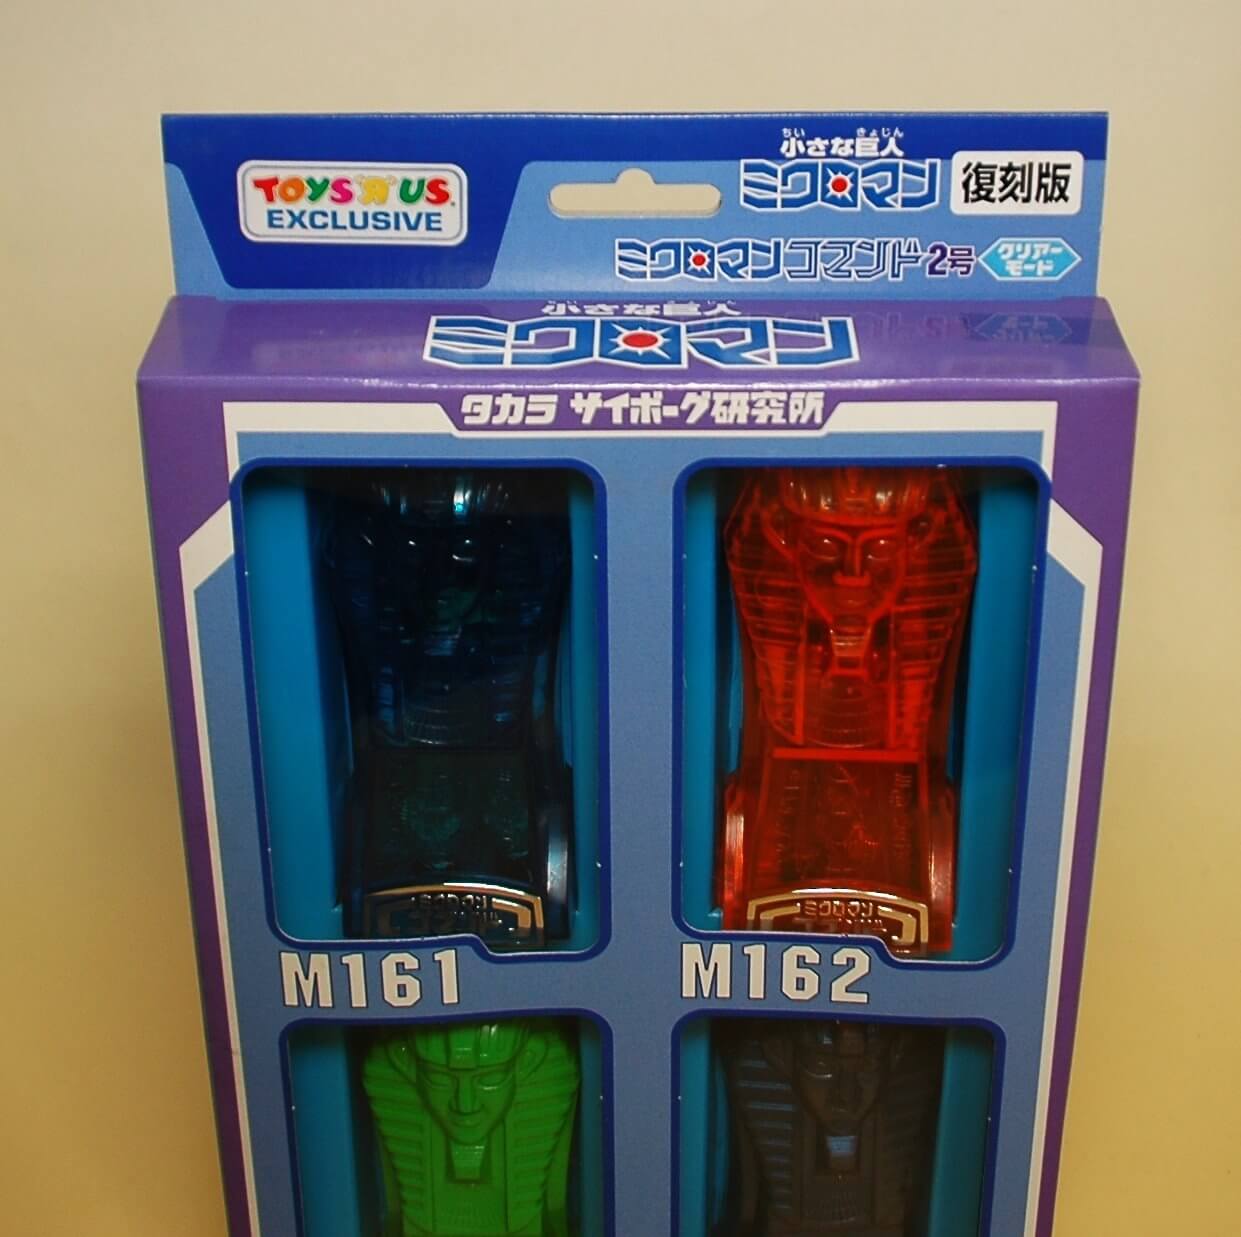 TOYS"R"US
EXCLUSIVE
ちい きょじん
小さな巨人
ミクロマン 復刻版
ミクロマンコマンド2号 クリアー
モード
小さな巨人
ミクロマン
タカラ サイボーグ研究所
M161
M162